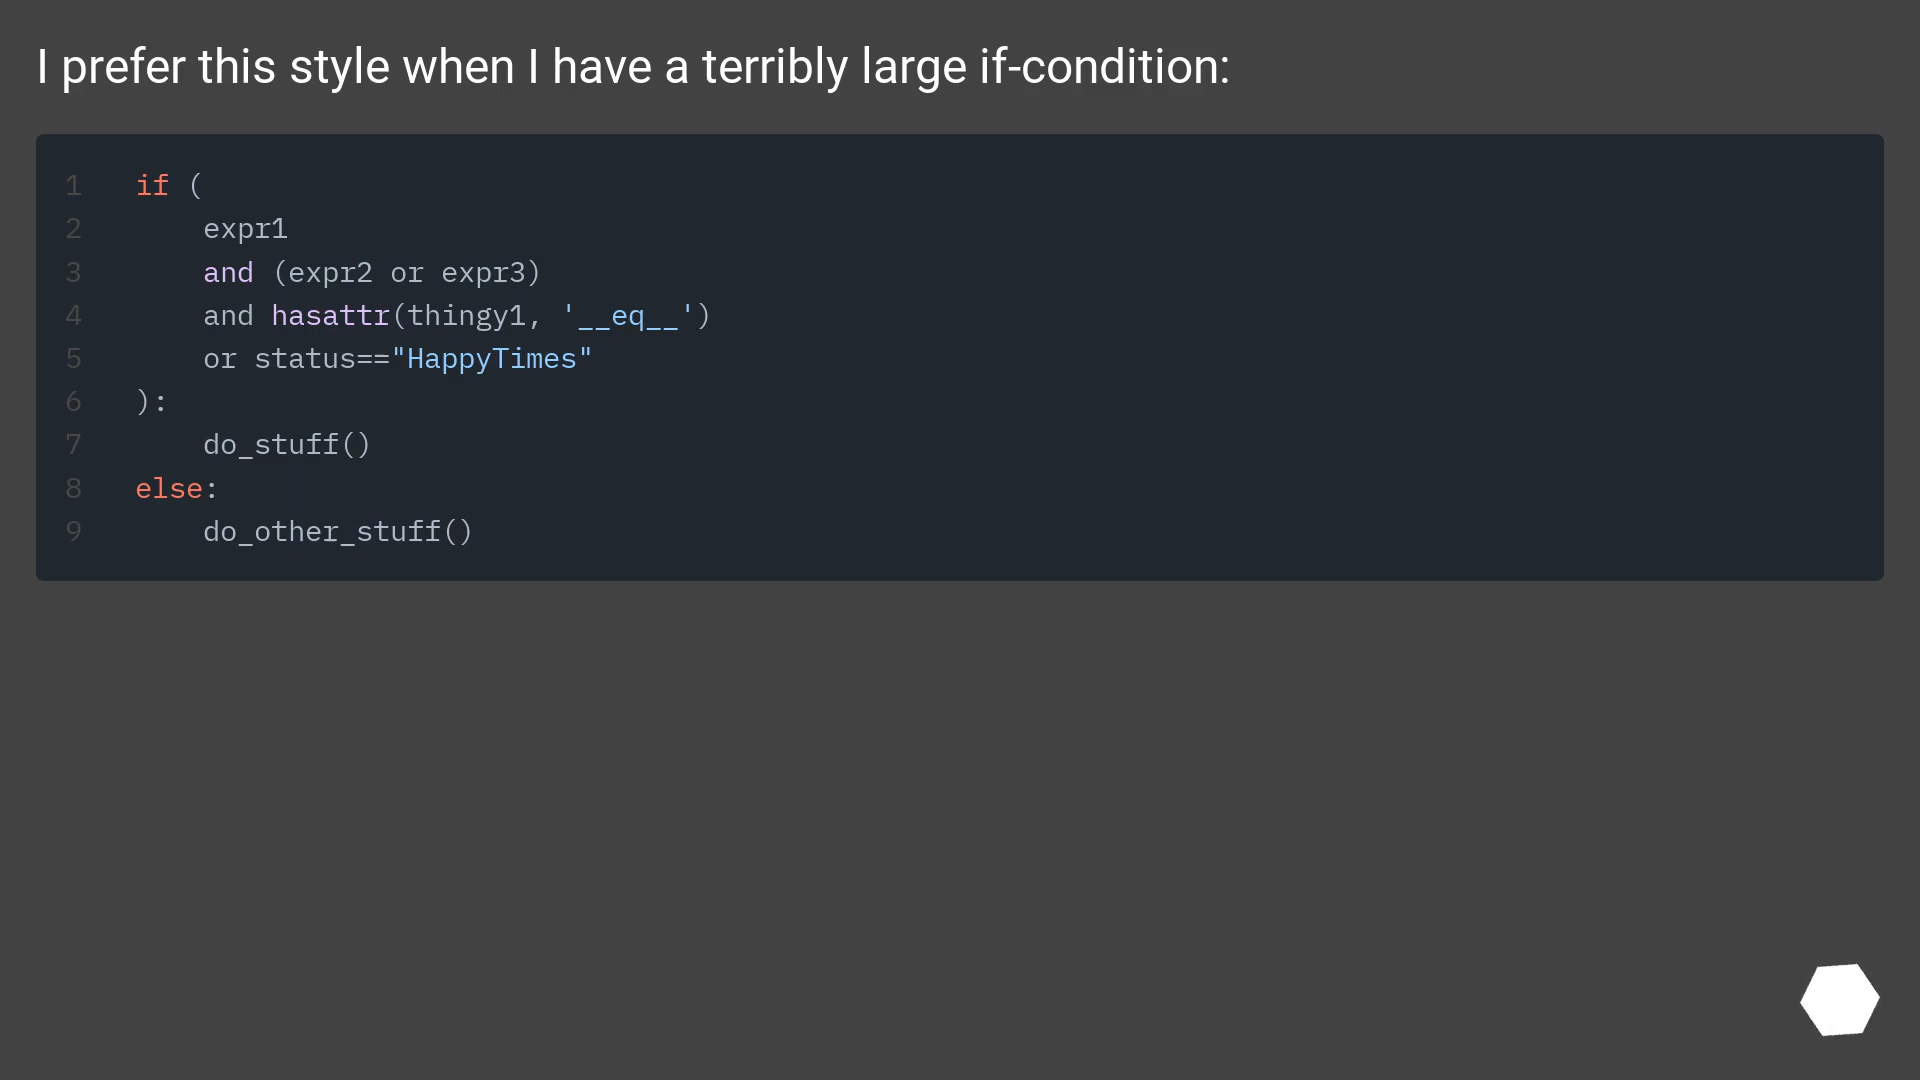 I prefer this style when I have a terribly large if-condition:
1 if (
2 expr1
3 and (expr2 or expr3)
4 and hasattr(thingy1, '__eq__')
5 or status=="HappyTimes"
6 ):
7 do_stuff()
8 else:
9 do_other_stuff()